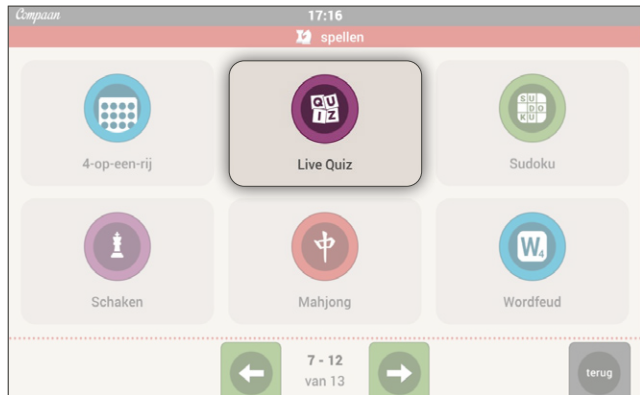 Compaan
17:16
spellen
4-op-een-rij
QU
IZ
Live Quiz
SU
DO
KU
Sudoku
Schaken
中
Mahjong
W4
Wordfeud
7 - 12
van 13
terug